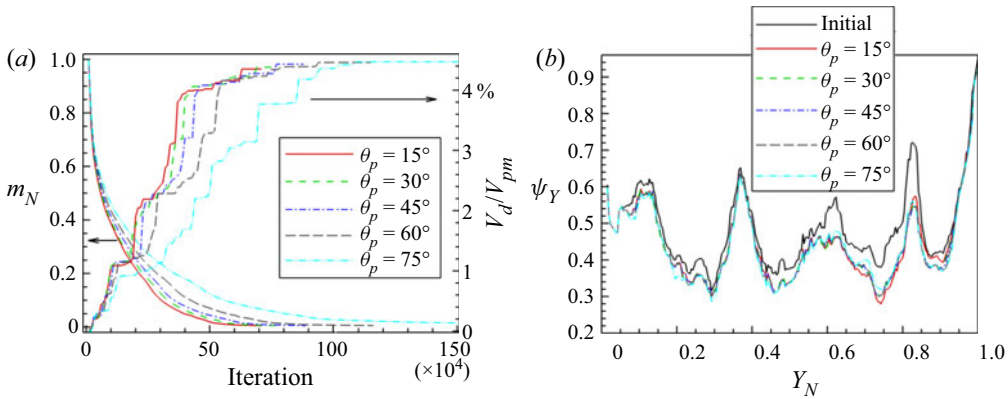 (a)
1.0
0.8
0.6
0.4
0.2
0
m_N
4 %
3
2
1
0
V_d/V_pm
θ_p = 15°
θ_p = 30°
θ_p = 45°
θ_p = 60°
θ_p = 75°
0 50 100 150
(×10⁴)
Iteration
(b)
0.9
0.8
0.7
0.6
0.5
0.4
0.3
0.2
ψ_Y
Initial
θ_p = 15°
θ_p = 30°
θ_p = 45°
θ_p = 60°
θ_p = 75°
0 0.2 0.4 0.6 0.8 1.0
Y_N